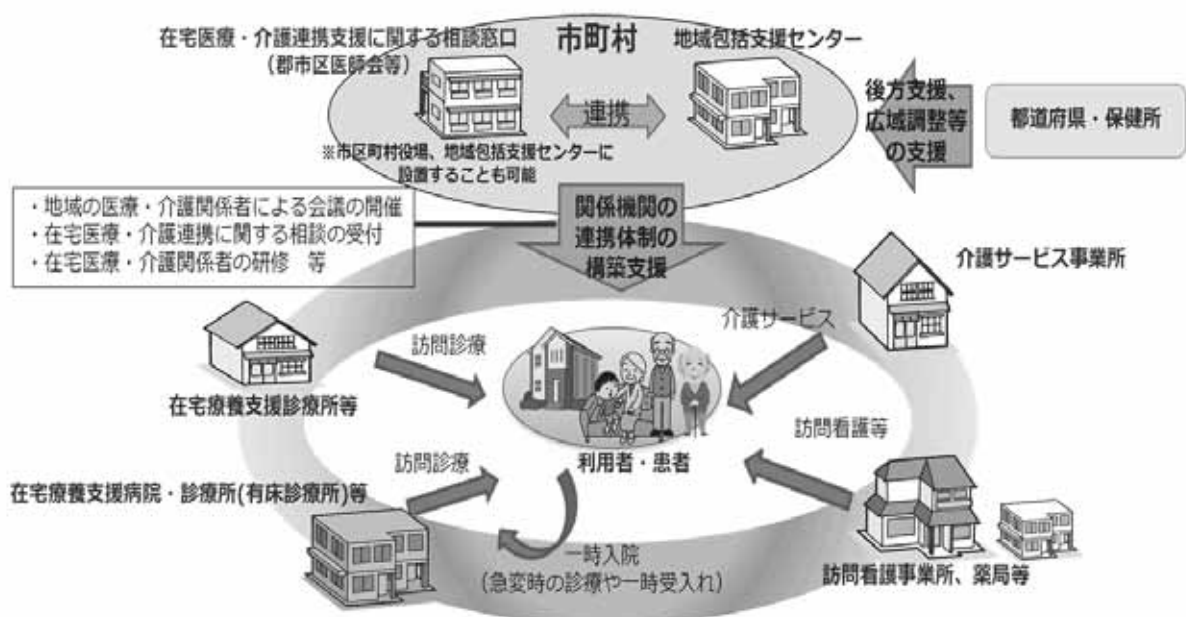 在宅医療・介護連携支援に関する相談窓口
（郡市区医師会等）
市町村
地域包括支援センター
連携
※市区町村役場、地域包括支援センターに
設置することも可能
後方支援、
広域調整等
の支援
都道府県・保健所
・地域の医療・介護関係者による会議の開催
・在宅医療・介護連携に関する相談の受付
・在宅医療・介護関係者の研修　等
関係機関の
連携体制の
構築支援
介護サービス事業所
訪問診療
介護サービス
在宅療養支援診療所等
利用者・患者
訪問看護等
訪問診療
在宅療養支援病院・診療所(有床診療所)等
一時入院
（急変時の診療や一時受入れ）
訪問看護事業所、薬局等